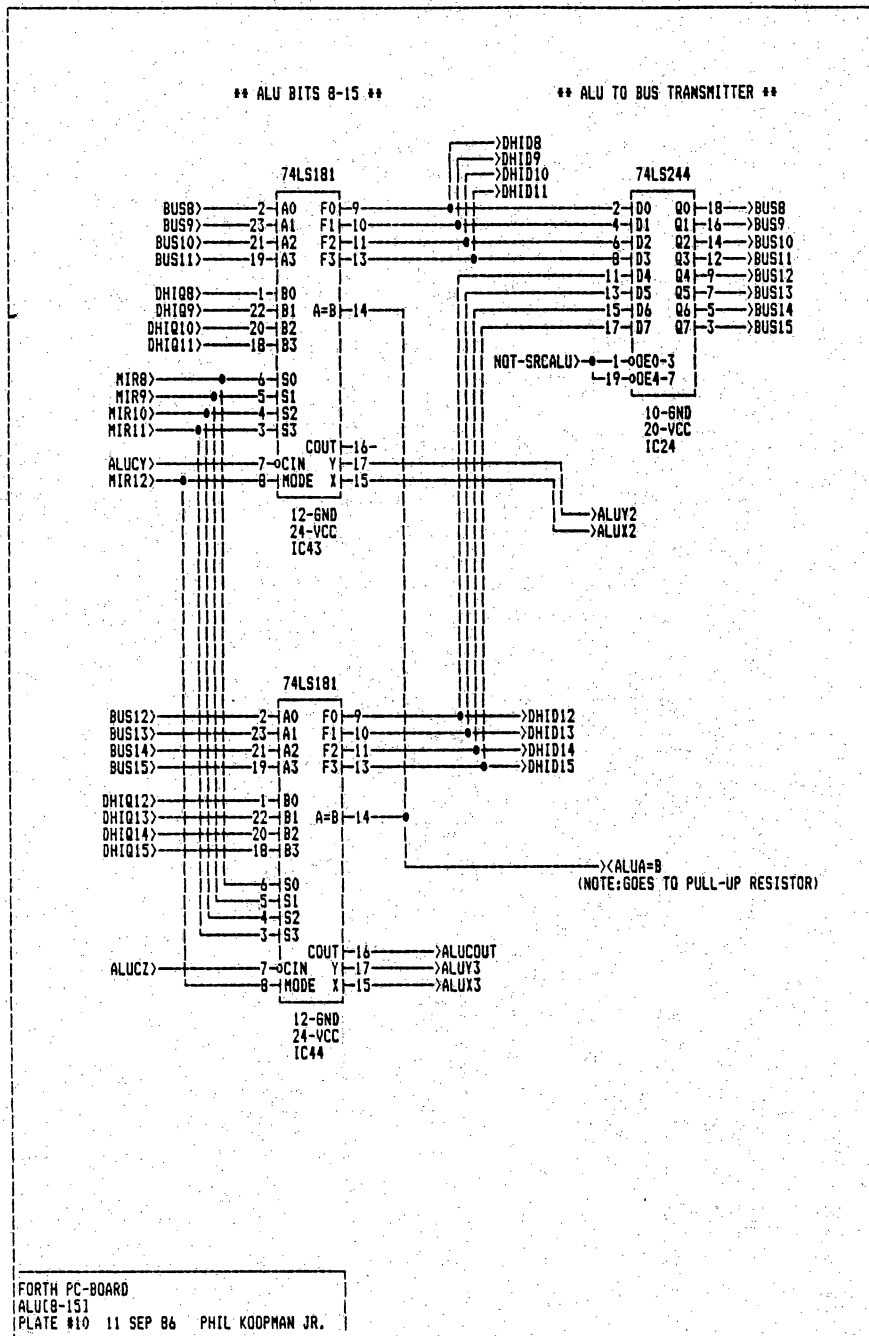 ** ALU BITS 8-15 **
** ALU TO BUS TRANSMITTER **
>DHID8
>DHID9
>DHID10
>DHID11
74LS181
74LS244
BUS8> 2 A0 F0 9
BUS9> 23 A1 F1 10
BUS10> 21 A2 F2 11
BUS11> 19 A3 F3 13
DHIQ8> 1 B0
DHIQ9> 22 B1 A=B 14
DHIQ10> 20 B2
DHIQ11> 18 B3
MIR8> 6 S0
MIR9> 5 S1
MIR10> 4 S2
MIR11> 3 S3
COUT 16
ALUCY> 7 CIN Y 17
MIR12> 8 MODE X 15
12-GND
24-VCC
IC43
2 D0 Q0 18 >BUS8
4 D1 Q1 16 >BUS9
6 D2 Q2 14 >BUS10
8 D3 Q3 12 >BUS11
11 D4 Q4 9 >BUS12
13 D5 Q5 7 >BUS13
15 D6 Q6 5 >BUS14
17 D7 Q7 3 >BUS15
NOT-SRCALU> 1 OE0-3
19 OE4-7
10-GND
20-VCC
IC24
>ALUY2
>ALUX2
74LS181
BUS12> 2 A0 F0 9 >DHID12
BUS13> 23 A1 F1 10 >DHID13
BUS14> 21 A2 F2 11 >DHID14
BUS15> 19 A3 F3 13 >DHID15
DHIQ12> 1 B0
DHIQ13> 22 B1 A=B 14
DHIQ14> 20 B2
DHIQ15> 18 B3
><ALUA=B
(NOTE:GOES TO PULL-UP RESISTOR)
6 S0
5 S1
4 S2
3 S3
COUT 16 >ALUCOUT
ALUCZ> 7 CIN Y 17 >ALUY3
8 MODE X 15 >ALUX3
12-GND
24-VCC
IC44
FORTH PC-BOARD
ALU[8-15]
PLATE #10 11 SEP 86 PHIL KOOPMAN JR.